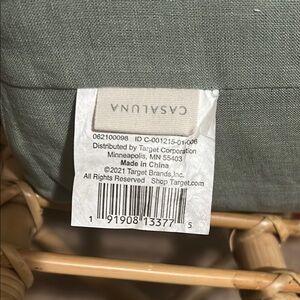 CASALUNA
062100098 ID C-001215-01-006
Distributed by Target Corporation
Minneapolis, MN 55403
Made in China
©2021 Target Brands, Inc.
All Rights Reserved Shop Target.com
1 91908 13377 5